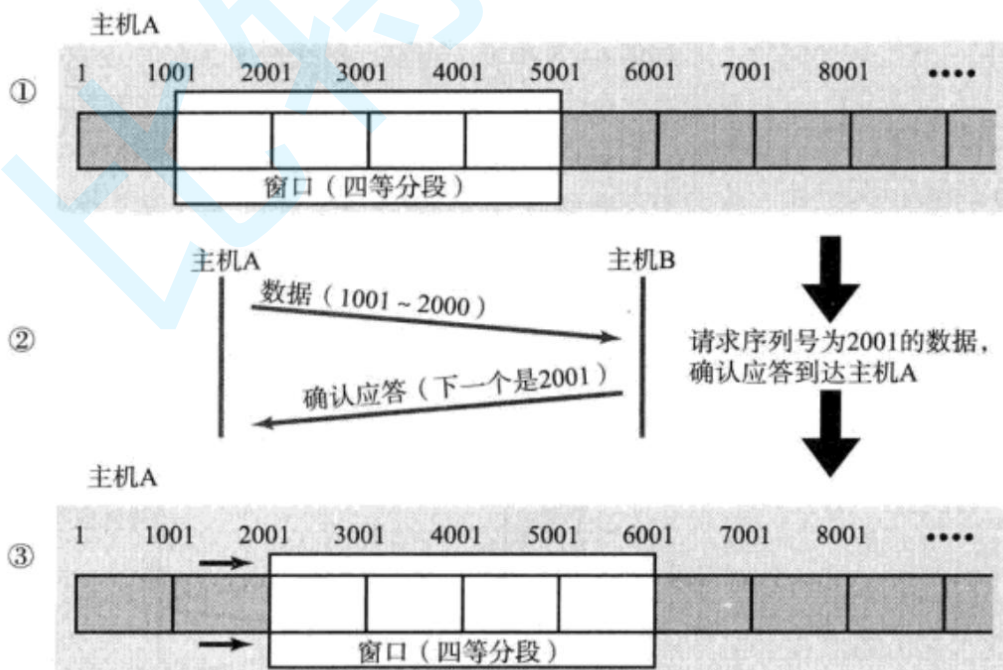 主机A
1 1001 2001 3001 4001 5001 6001 7001 8001 ····
①
窗口（四等分段）
主机A 主机B
②
数据（1001～2000）
确认应答（下一个是2001）
请求序列号为2001的数据，
确认应答到达主机A
主机A
1 1001 2001 3001 4001 5001 6001 7001 8001 ····
③
窗口（四等分段）